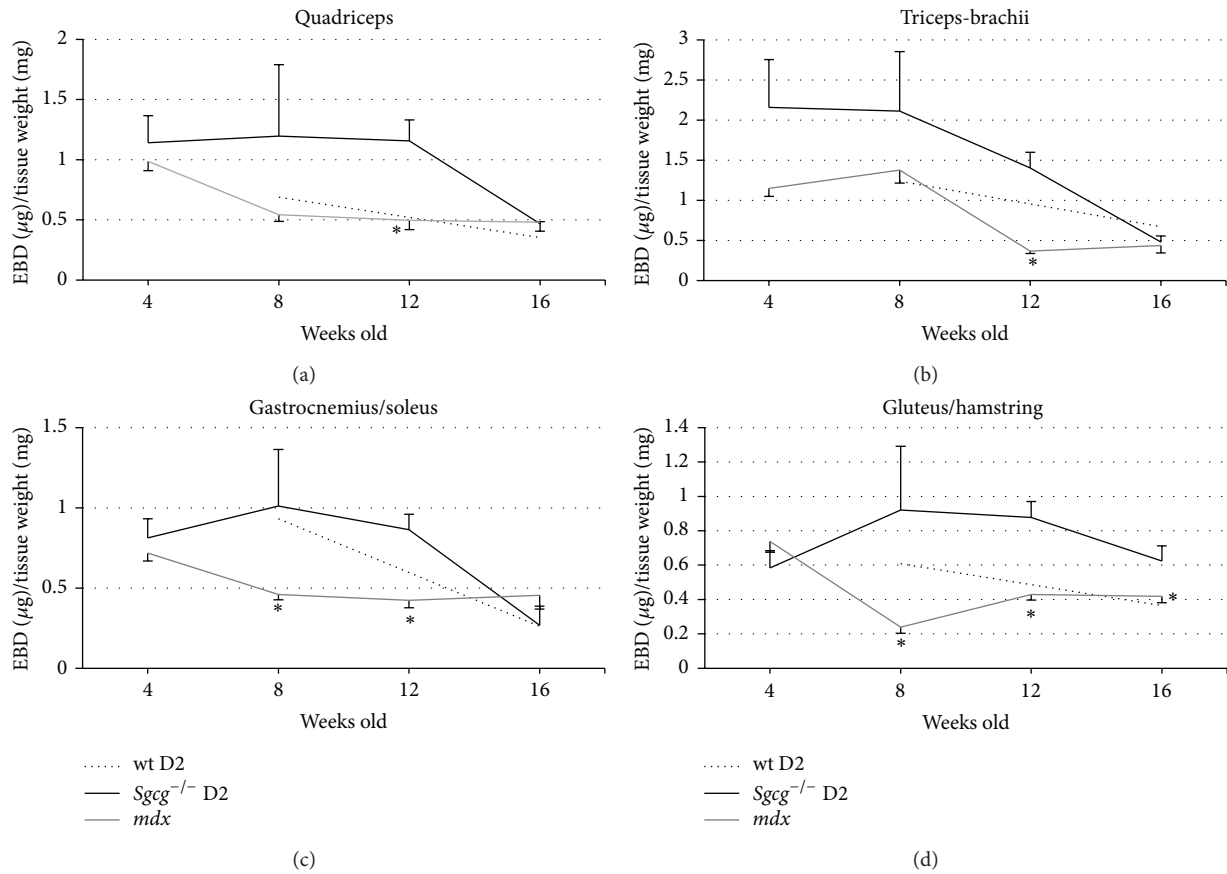 Quadriceps
EBD (μg)/tissue weight (mg)
2
1.5
1
0.5
0
*
4 8 12 16
Weeks old
(a)
Triceps-brachii
EBD (μg)/tissue weight (mg)
3
2.5
2
1.5
1
0.5
0
*
4 8 12 16
Weeks old
(b)
Gastrocnemius/soleus
EBD (μg)/tissue weight (mg)
1.5
1
0.5
0
* *
4 8 12 16
Weeks old
wt D2
Sgcg⁻/⁻ D2
mdx
(c)
Gluteus/hamstring
EBD (μg)/tissue weight (mg)
1.4
1.2
1
0.8
0.6
0.4
0.2
0
* * *
4 8 12 16
Weeks old
wt D2
Sgcg⁻/⁻ D2
mdx
(d)